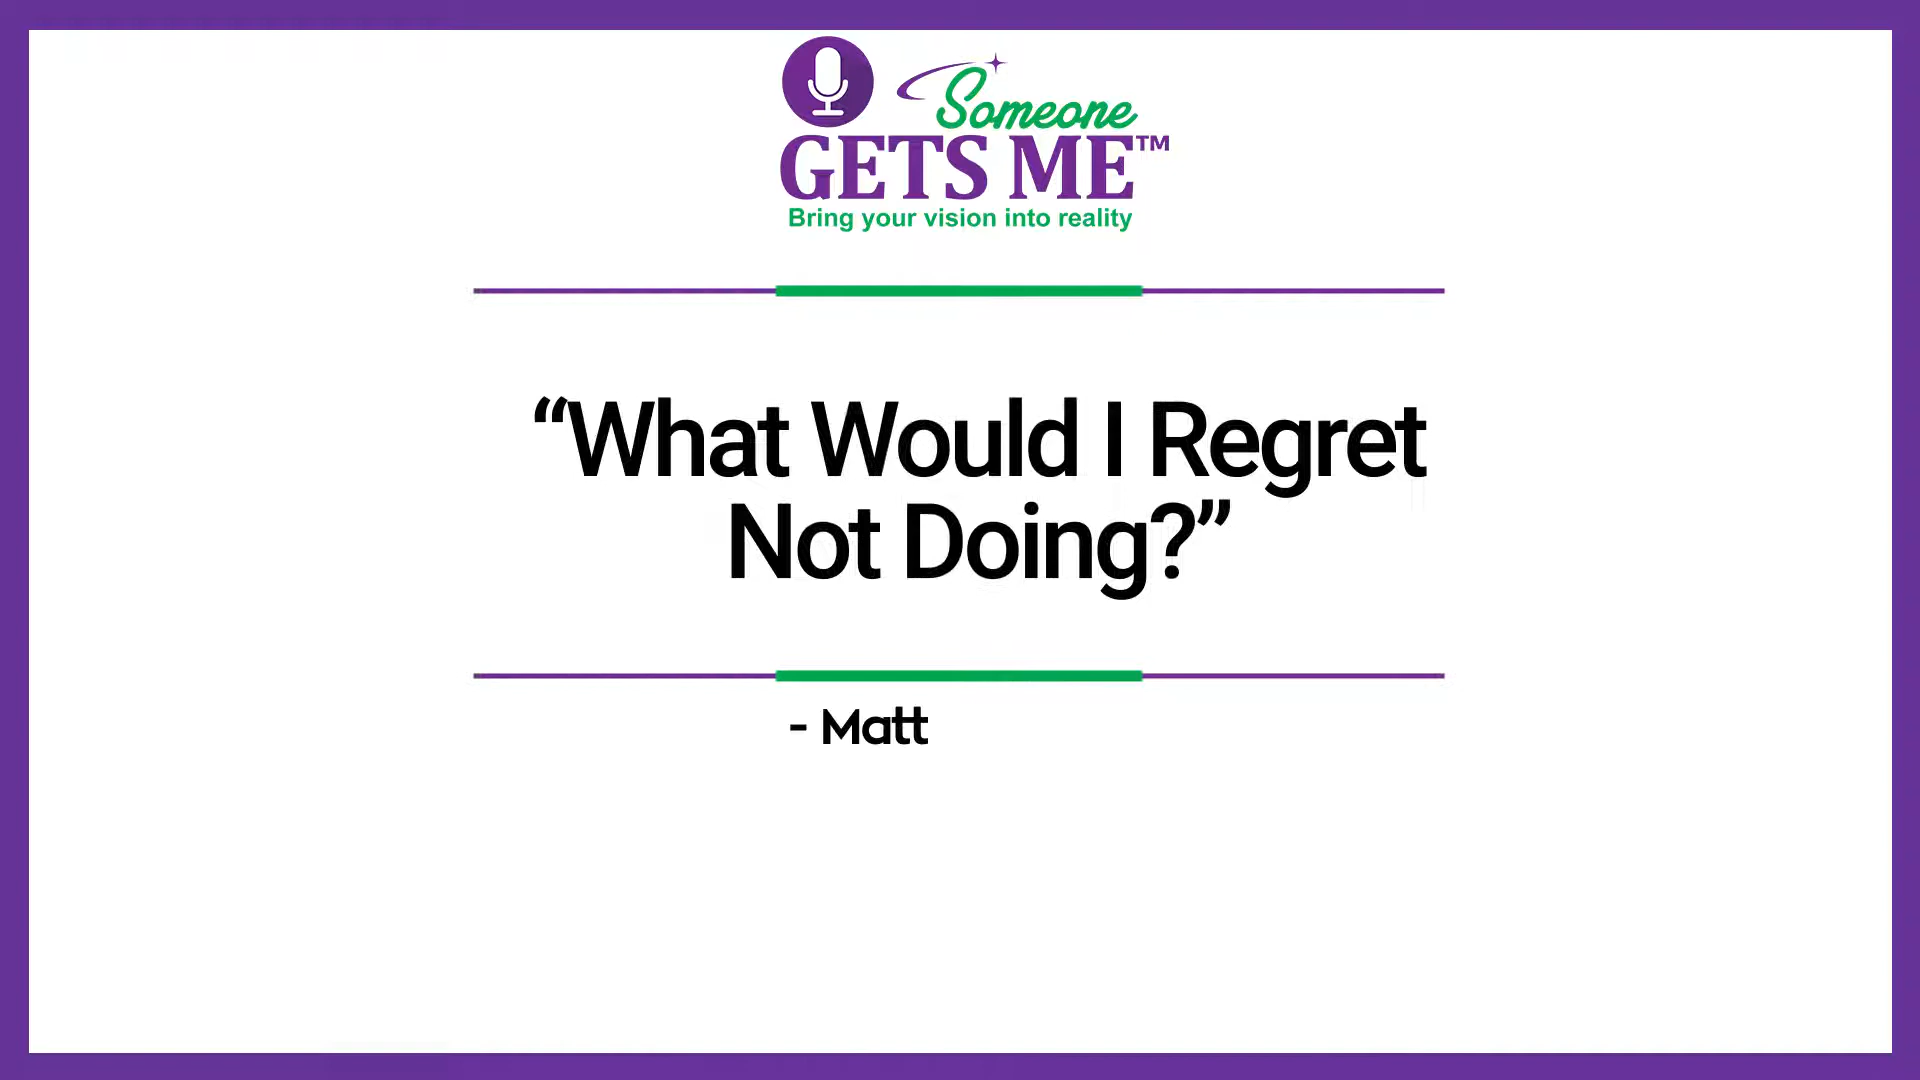 Someone
GETS ME™
Bring your vision into reality
“What Would I Regret
Not Doing?”
- Matt